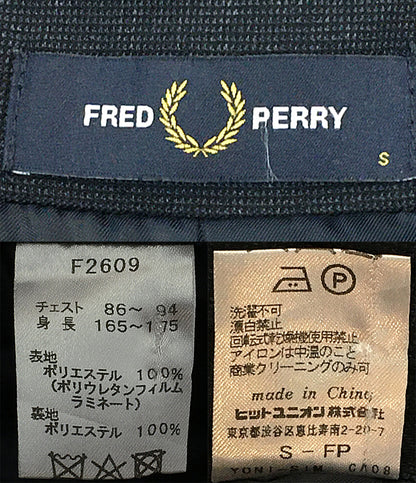 FRED PERRY
S
F2609
チェスト 86〜 94
身長 165〜175
表地
ポリエステル 100%
(ポリウレタンフィルム
ラミネート)
裏地
ポリエステル 100%
P
洗濯不可
漂白禁止
回転式乾燥機使用禁止
アイロンは中温のこと
商業クリーニングのみ可
made in China
ヒットユニオン株式会社
東京都渋谷区恵比寿南2-20-7
S-FP
YONI-SIM CA08